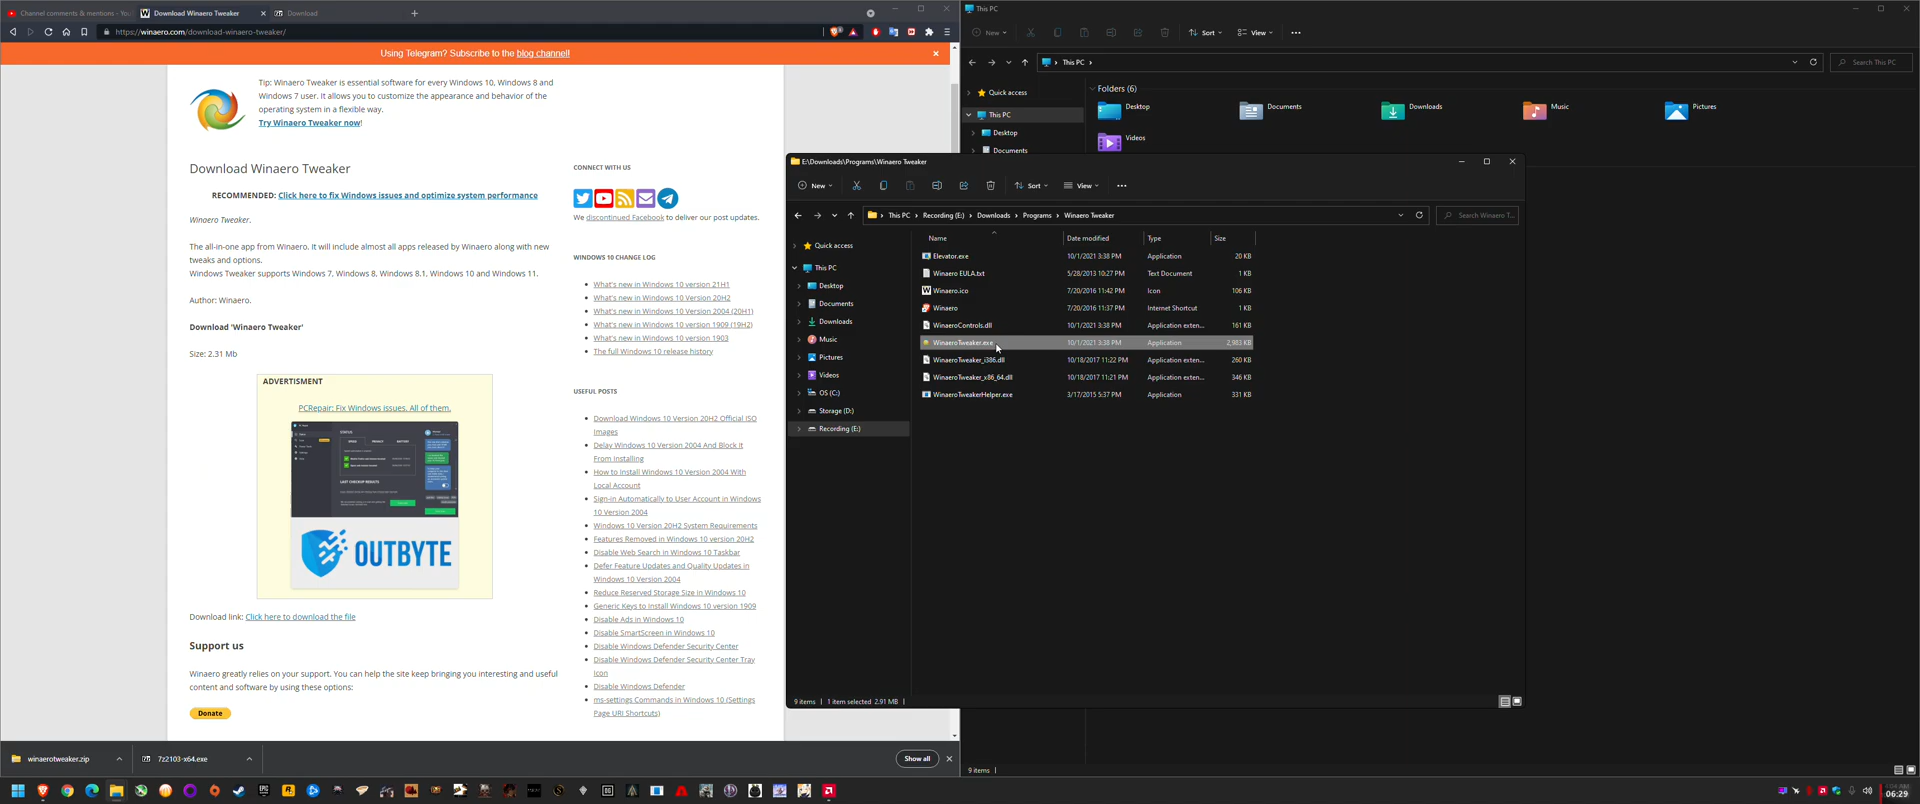 Channel comments & mentions - You
Download Winaero Tweaker
Download
https://winaero.com/download-winaero-tweaker/
Using Telegram? Subscribe to the blog channel!
Tip: Winaero Tweaker is essential software for every Windows 10, Windows 8 and
Windows 7 user. It allows you to customize the appearance and behavior of the
operating system in a flexible way.
Try Winaero Tweaker now!
Download Winaero Tweaker
RECOMMENDED: Click here to fix Windows issues and optimize system performance
Winaero Tweaker.
The all-in-one app from Winaero. It will include almost all apps released by Winaero along with new
tweaks and options.
Windows Tweaker supports Windows 7, Windows 8, Windows 8.1, Windows 10 and Windows 11.
Author: Winaero.
Download 'Winaero Tweaker'
Size: 2.31 Mb
ADVERTISMENT
PCRepair: Fix Windows issues. All of them.
OUTBYTE
Download link: Click here to download the file
Support us
Winaero greatly relies on your support. You can help the site keep bringing you interesting and useful
content and software by using these options:
Donate
CONNECT WITH US
We discontinued Facebook to deliver our post updates.
WINDOWS 10 CHANGE LOG
What's new in Windows 10 version 21H1
What's new in Windows 10 Version 20H2
What's new in Windows 10 Version 2004 (20H1)
What's new in Windows 10 version 1909 (19H2)
What's new in Windows 10 version 1903
The full Windows 10 release history
USEFUL POSTS
Download Windows 10 Version 20H2 Official ISO
Images
Delay Windows 10 Version 2004 And Block it
From Installing
How to Install Windows 10 Version 2004 With
Local Account
Sign-in Automatically to User Account in Windows
10 Version 2004
Windows 10 Version 20H2 System Requirements
Features Removed in Windows 10 version 20H2
Disable Web Search in Windows 10 Taskbar
Defer Feature Updates and Quality Updates in
Windows 10 Version 2004
Reduce Reserved Storage Size in Windows 10
Generic Keys to Install Windows 10 version 1909
Disable Ads in Windows 10
Disable SmartScreen in Windows 10
Disable Windows Defender Security Center
Disable Windows Defender Security Center Tray
Icon
Disable Windows Defender
ms-settings Commands in Windows 10 (Settings
Page URI Shortcuts)
winaerotweaker.zip
7z2103-x64.exe
Show all
This PC
New
Sort
View
This PC
Search This PC
Quick access
This PC
Desktop
Documents
Folders (6)
Desktop
Documents
Downloads
Music
Pictures
Videos
E:\Downloads\Programs\Winaero Tweaker
New
Sort
View
This PC > Recording (E:) > Downloads > Programs > Winaero Tweaker
Search Winaero T...
Quick access
This PC
Desktop
Documents
Downloads
Music
Pictures
Videos
OS (C:)
Storage (D:)
Recording (E:)
Name Date modified Type Size
Elevator.exe 10/1/2021 3:38 PM Application 20 KB
Winaero EULA.txt 5/28/2013 10:27 PM Text Document 1 KB
Winaero.ico 7/20/2016 11:42 PM Icon 106 KB
Winaero 7/20/2016 11:37 PM Internet Shortcut 1 KB
WinaeroControls.dll 10/1/2021 3:38 PM Application exten... 161 KB
WinaeroTweaker.exe 10/1/2021 3:38 PM Application 2,983 KB
WinaeroTweaker_i386.dll 10/18/2017 11:22 PM Application exten... 260 KB
WinaeroTweaker_x86_64.dll 10/18/2017 11:21 PM Application exten... 346 KB
WinaeroTweakerHelper.exe 3/17/2015 5:37 PM Application 331 KB
9 items 1 item selected 2.91 MB
9 items
06:29